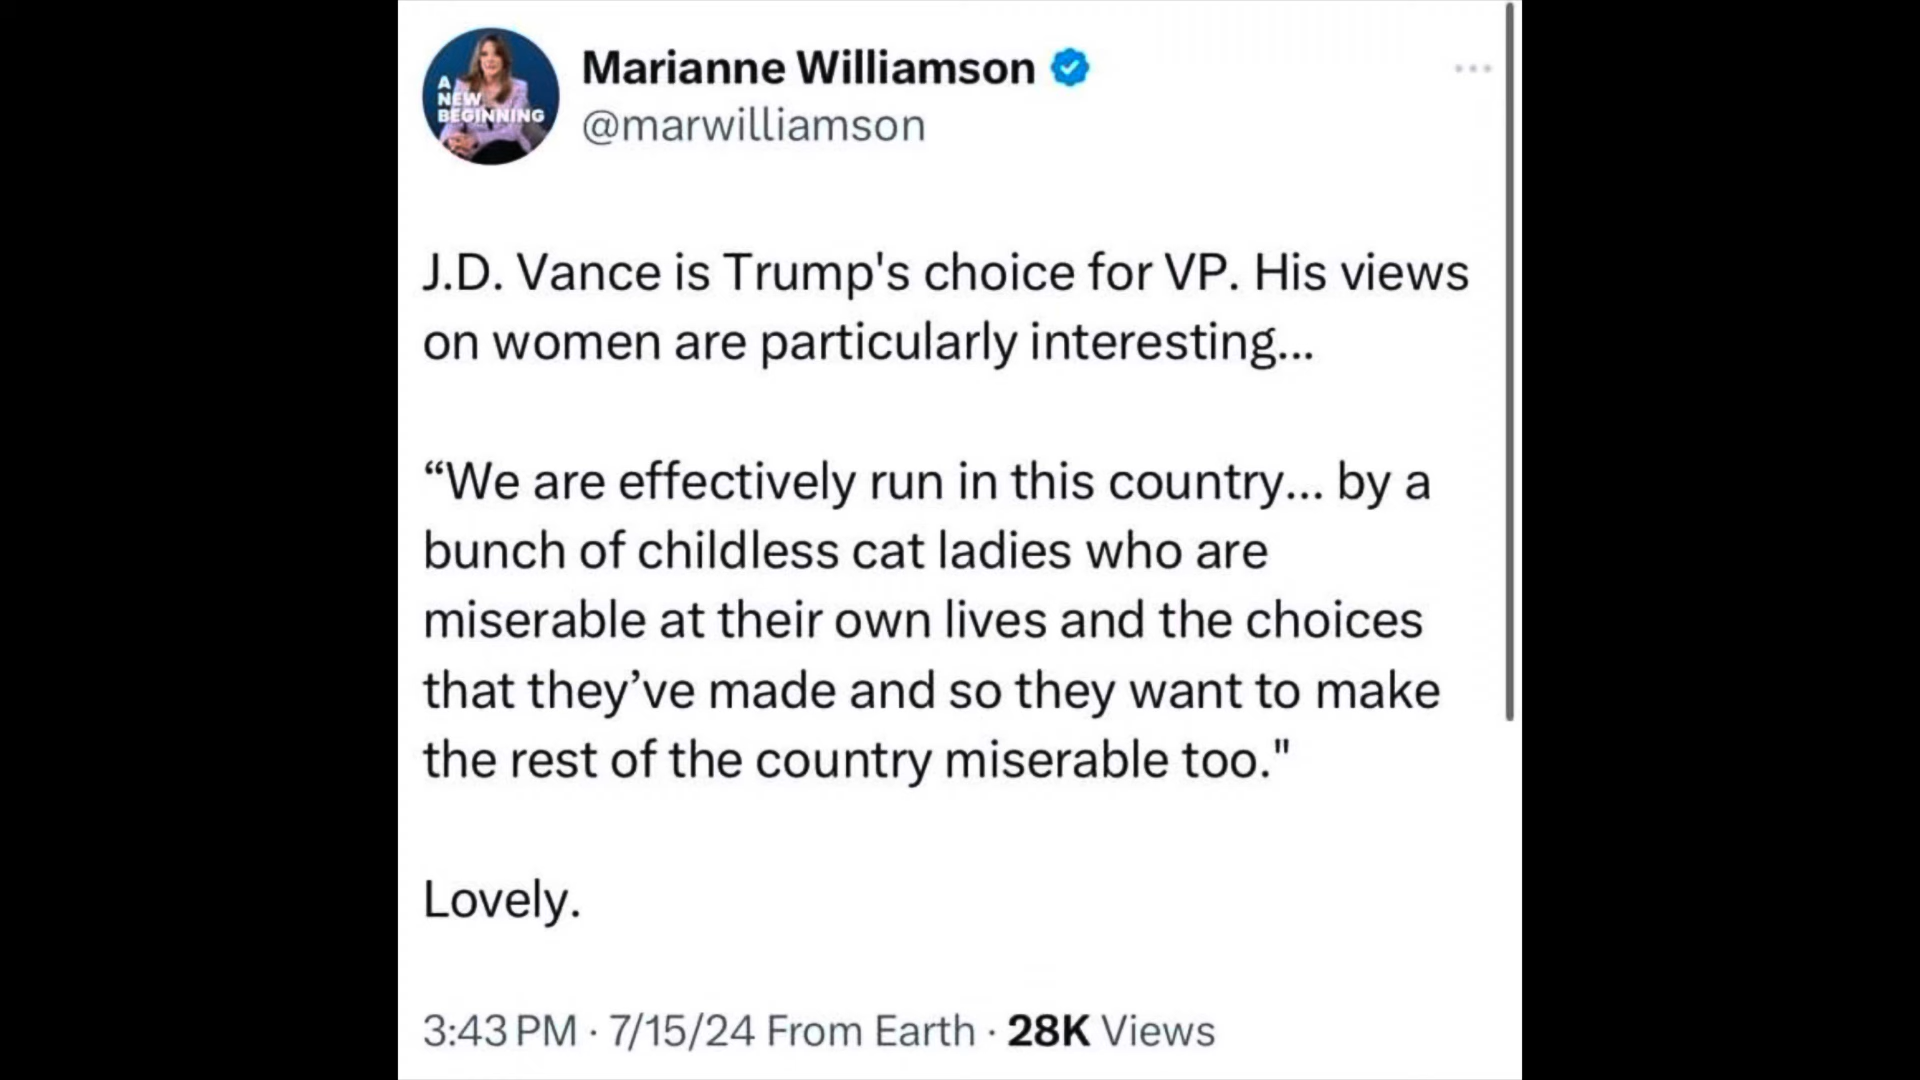 A
NEW
BEGINNING
Marianne Williamson
@marwilliamson
J.D. Vance is Trump's choice for VP. His views
on women are particularly interesting...
“We are effectively run in this country... by a
bunch of childless cat ladies who are
miserable at their own lives and the choices
that they’ve made and so they want to make
the rest of the country miserable too."
Lovely.
3:43 PM · 7/15/24 From Earth · 28K Views